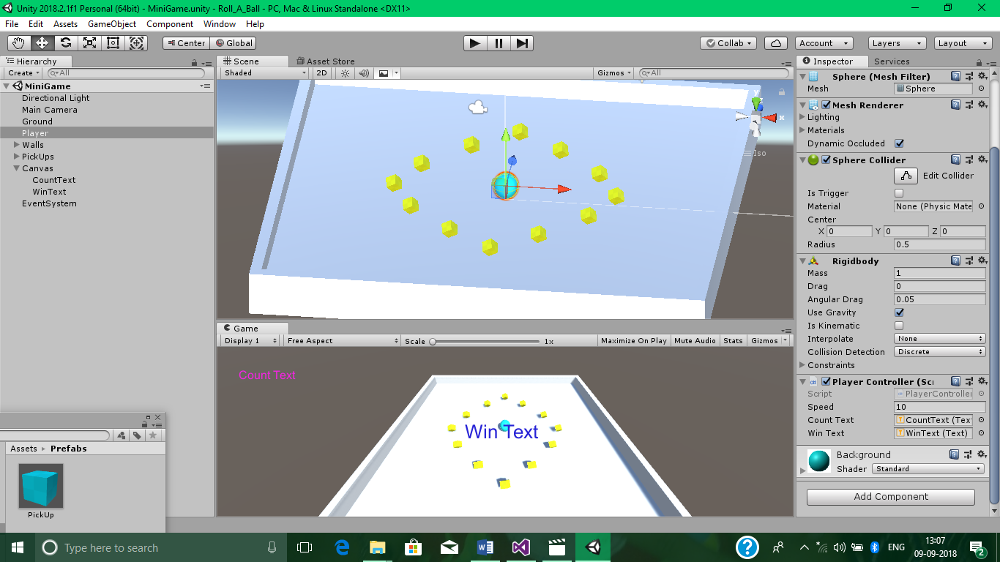 Unity 2018.2.1f1 Personal (64bit) - MiniGame.unity - Roll_A_Ball - PC, Mac & Linux Standalone <DX11>
File Edit Assets GameObject Component Window Help
Center Global Collab Account Layers Layout
Hierarchy
Create All
MiniGame
Directional Light
Main Camera
Ground
Player
Walls
PickUps
Canvas
CountText
WinText
EventSystem
Assets Prefabs
PickUp
Scene Asset Store
Shaded 2D Gizmos All
y
x
Iso
Game
Display 1 Free Aspect Scale 1x Maximize On Play Mute Audio Stats Gizmos
Count Text
Win Text
Inspector Services
Sphere (Mesh Filter)
Mesh Sphere
Mesh Renderer
Lighting
Materials
Dynamic Occluded
Sphere Collider
Edit Collider
Is Trigger
Material None (Physic Mate
Center
X 0 Y 0 Z 0
Radius 0.5
Rigidbody
Mass 1
Drag 0
Angular Drag 0.05
Use Gravity
Is Kinematic
Interpolate None
Collision Detection Discrete
Constraints
Player Controller (Sc
Script PlayerController
Speed 10
Count Text CountText (Tex
Win Text WinText (Text)
Background
Shader Standard
Add Component
Type here to search
ENG
13:07
09-09-2018
2